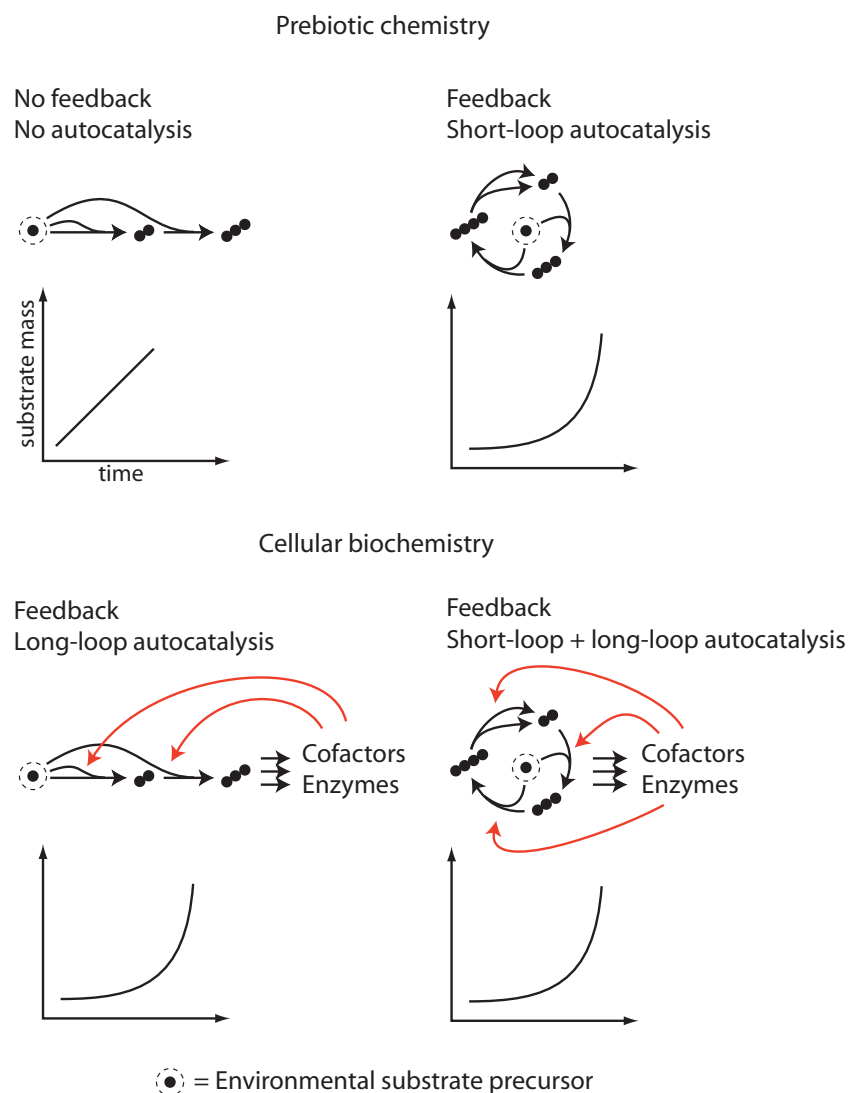 Prebiotic chemistry
No feedback
No autocatalysis
Feedback
Short-loop autocatalysis
substrate mass
time
Cellular biochemistry
Feedback
Long-loop autocatalysis
Feedback
Short-loop + long-loop autocatalysis
Cofactors
Enzymes
Cofactors
Enzymes
= Environmental substrate precursor